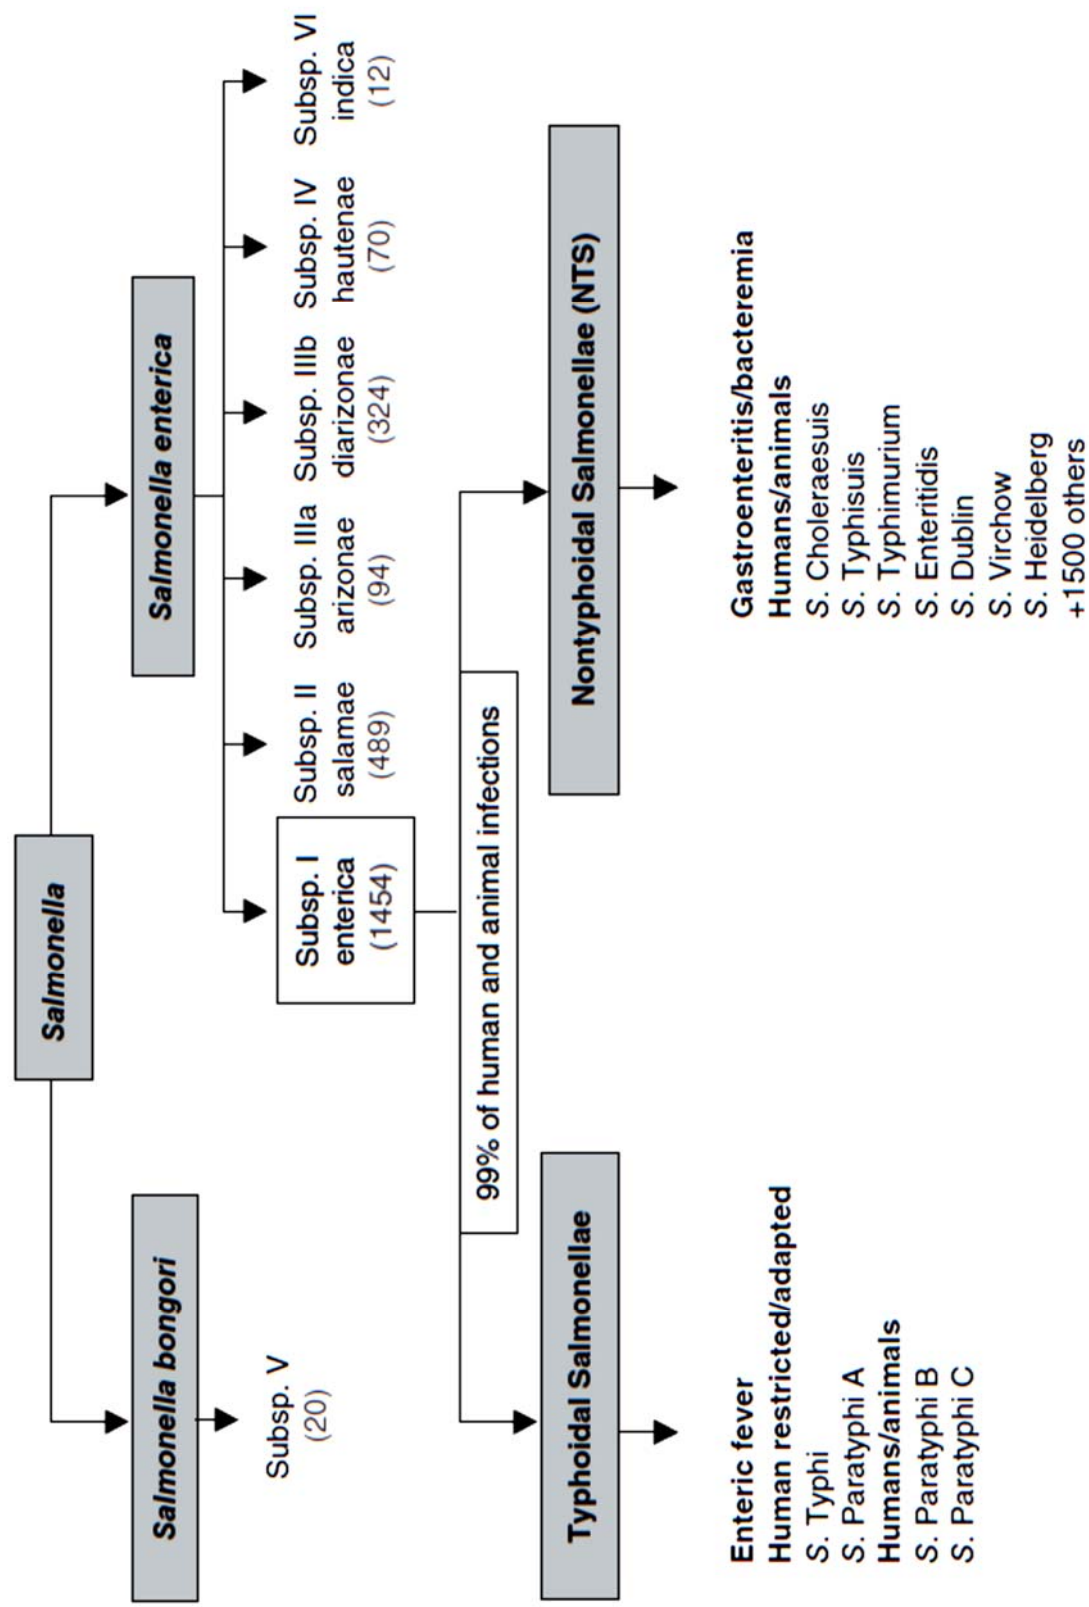 Salmonella
Salmonella bongori
Salmonella enterica
Subsp. V
(20)
Subsp. I
enterica
(1454)
Subsp. II
salamae
(489)
Subsp. IIIa
arizonae
(94)
Subsp. IIIb
diarizonae
(324)
Subsp. IV
hautenae
(70)
Subsp. VI
indica
(12)
99% of human and animal infections
Typhoidal Salmonellae
Nontyphoidal Salmonellae (NTS)
Enteric fever
Human restricted/adapted
S. Typhi
S. Paratyphi A
Humans/animals
S. Paratyphi B
S. Paratyphi C
Gastroenteritis/bacteremia
Humans/animals
S. Choleraesuis
S. Typhisuis
S. Typhimurium
S. Enteritidis
S. Dublin
S. Virchow
S. Heidelberg
+1500 others